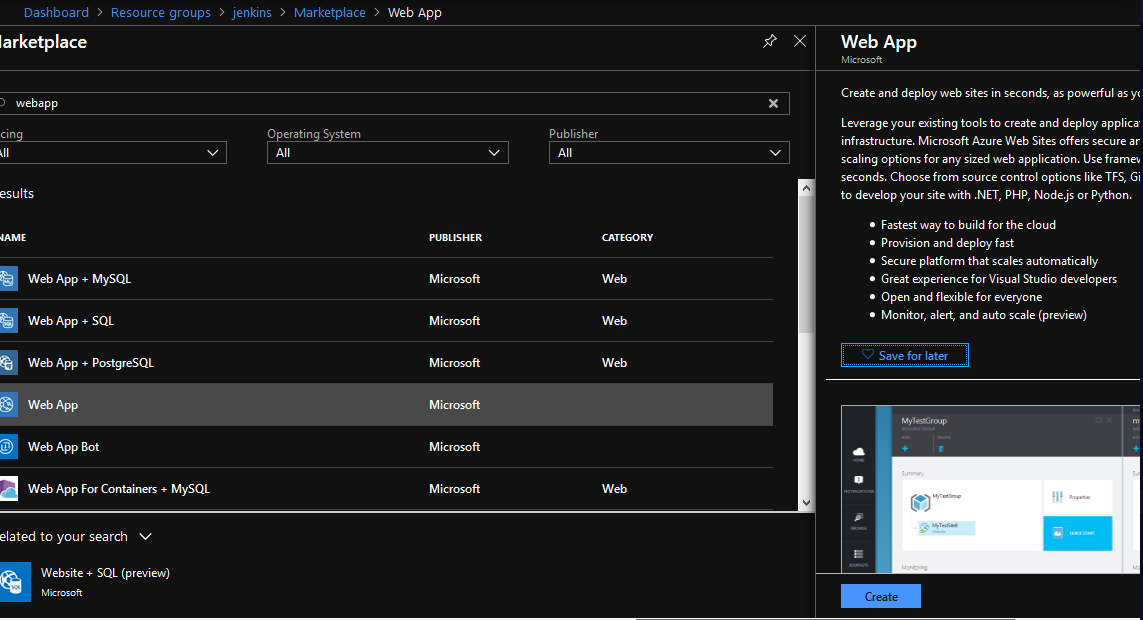 Dashboard > Resource groups > jenkins > Marketplace > Web App
arketplace
webapp
cing
Operating System
Publisher
All
All
All
esults
NAME
PUBLISHER
CATEGORY
Web App + MySQL
Microsoft
Web
Web App + SQL
Microsoft
Web
Web App + PostgreSQL
Microsoft
Web
Web App
Microsoft
Web App Bot
Microsoft
Web App For Containers + MySQL
Microsoft
Web
elated to your search
Website + SQL (preview)
Microsoft
Web App
Microsoft
Create and deploy web sites in seconds, as powerful as yo
Leverage your existing tools to create and deploy applica
infrastructure. Microsoft Azure Web Sites offers secure an
scaling options for any sized web application. Use framew
seconds. Choose from source control options like TFS, Gi
to develop your site with .NET, PHP, Node.js or Python.
• Fastest way to build for the cloud
• Provision and deploy fast
• Secure platform that scales automatically
• Great experience for Visual Studio developers
• Open and flexible for everyone
• Monitor, alert, and auto scale (preview)
Save for later
MyTestGroup
Summary
MyTestGroup
Properties
QUICK START
Monitoring
Create